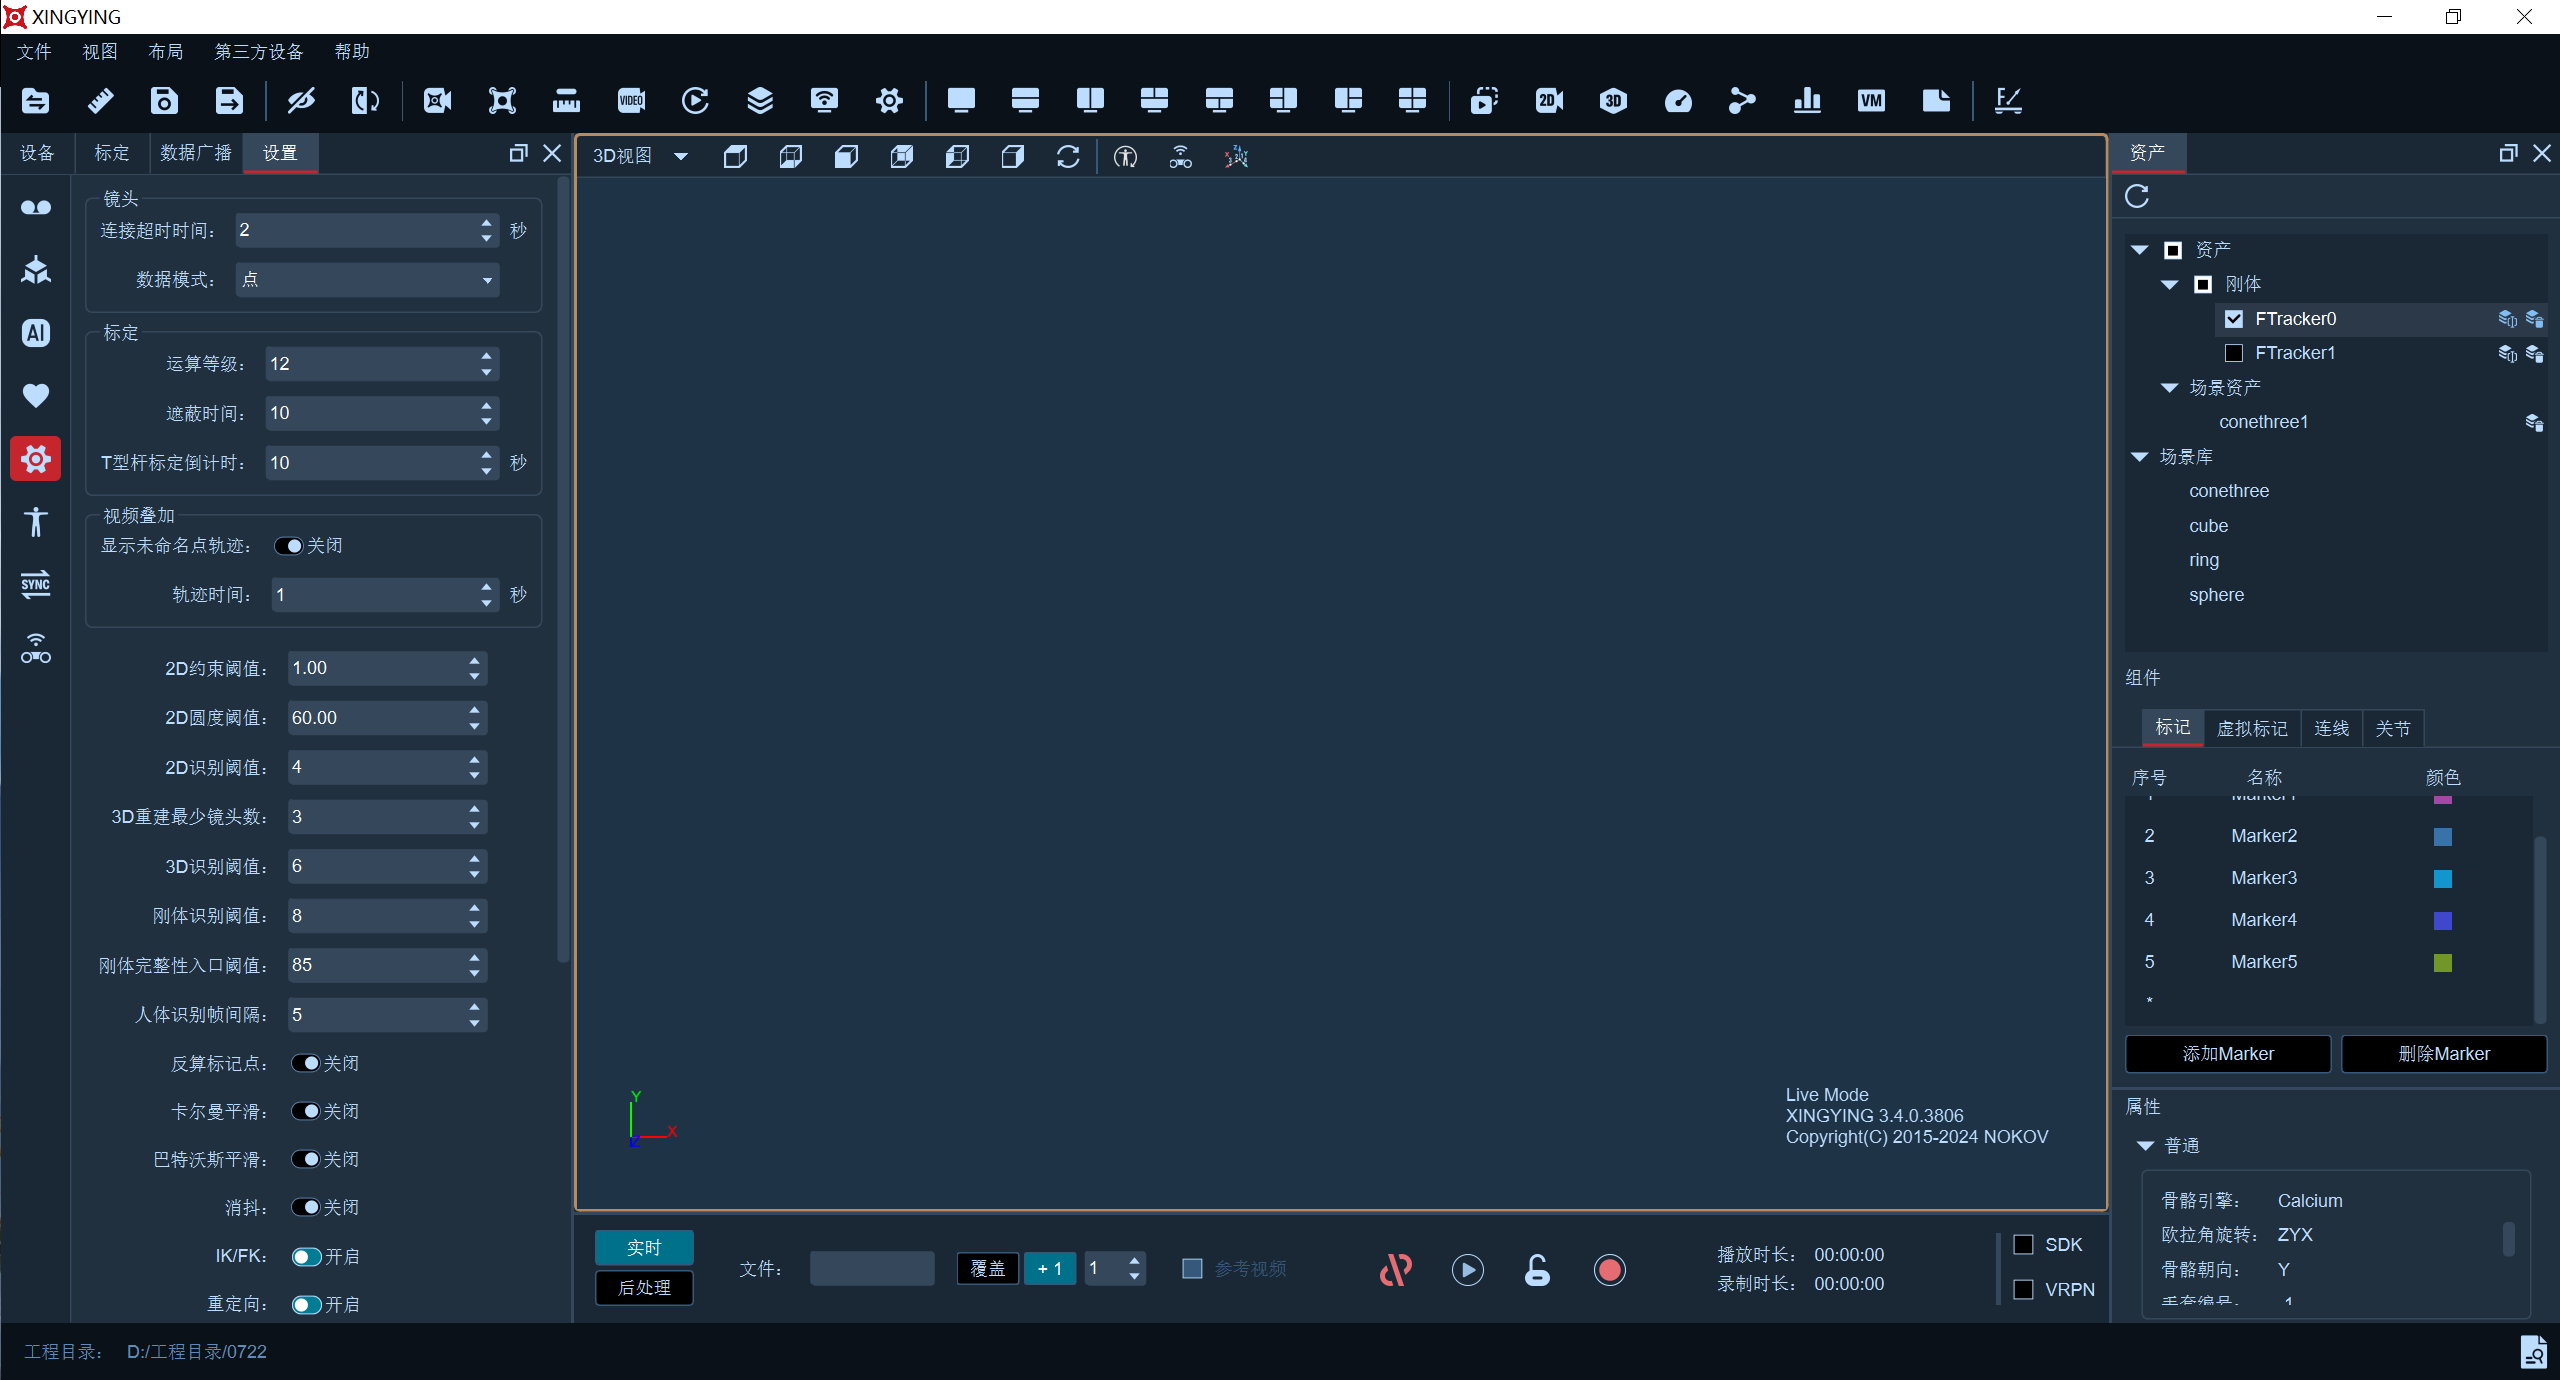 XINGYING
文件 视图 布局 第三方设备 帮助
VIDEO 2D 3D VM
设备 标定 数据广播 设置
镜头
连接超时时间： 2 秒
数据模式： 点
AI
标定
运算等级： 12
遮蔽时间： 10
T型杆标定倒计时： 10 秒
视频叠加
显示未命名点轨迹： 关闭
SYNC
轨迹时间： 1 秒
2D约束阈值： 1.00
2D圆度阈值： 60.00
2D识别阈值： 4
3D重建最少镜头数： 3
3D识别阈值： 6
刚体识别阈值： 8
刚体完整性入口阈值： 85
人体识别帧间隔： 5
反算标记点： 关闭
卡尔曼平滑： 关闭
巴特沃斯平滑： 关闭
消抖： 关闭
IK/FK： 开启
重定向： 开启
3D视图
Y
X
Live Mode
XINGYING 3.4.0.3806
Copyright(C) 2015-2024 NOKOV
实时
后处理
文件： 覆盖 + 1 1 参考视频
播放时长： 00:00:00
录制时长： 00:00:00
SDK
VRPN
资产
资产
刚体
FTracker0
FTracker1
场景资产
conethree1
场景库
conethree
cube
ring
sphere
组件
标记 虚拟标记 连线 关节
序号 名称 颜色
1 Marker1
2 Marker2
3 Marker3
4 Marker4
5 Marker5
*
添加Marker 删除Marker
属性
普通
骨骼引擎： Calcium
欧拉角旋转： ZYX
骨骼朝向： Y
手套编号：
工程目录： D:/工程目录/0722